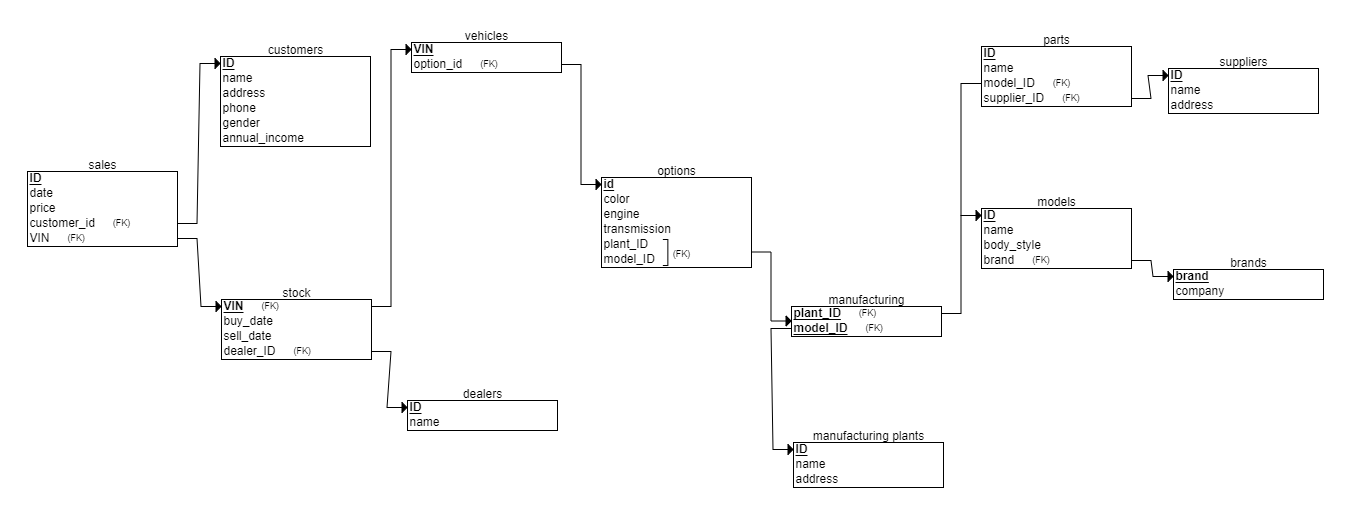 customers
ID
name
address
phone
gender
annual_income
vehicles
VIN
option_id (FK)
parts
ID
name
model_ID (FK)
supplier_ID (FK)
suppliers
ID
name
address
sales
ID
date
price
customer_id (FK)
VIN (FK)
options
id
color
engine
transmission
plant_ID
model_ID
(FK)
models
ID
name
body_style
brand (FK)
brands
brand
company
stock
VIN (FK)
buy_date
sell_date
dealer_ID (FK)
manufacturing
plant_ID (FK)
model_ID (FK)
dealers
ID
name
manufacturing plants
ID
name
address